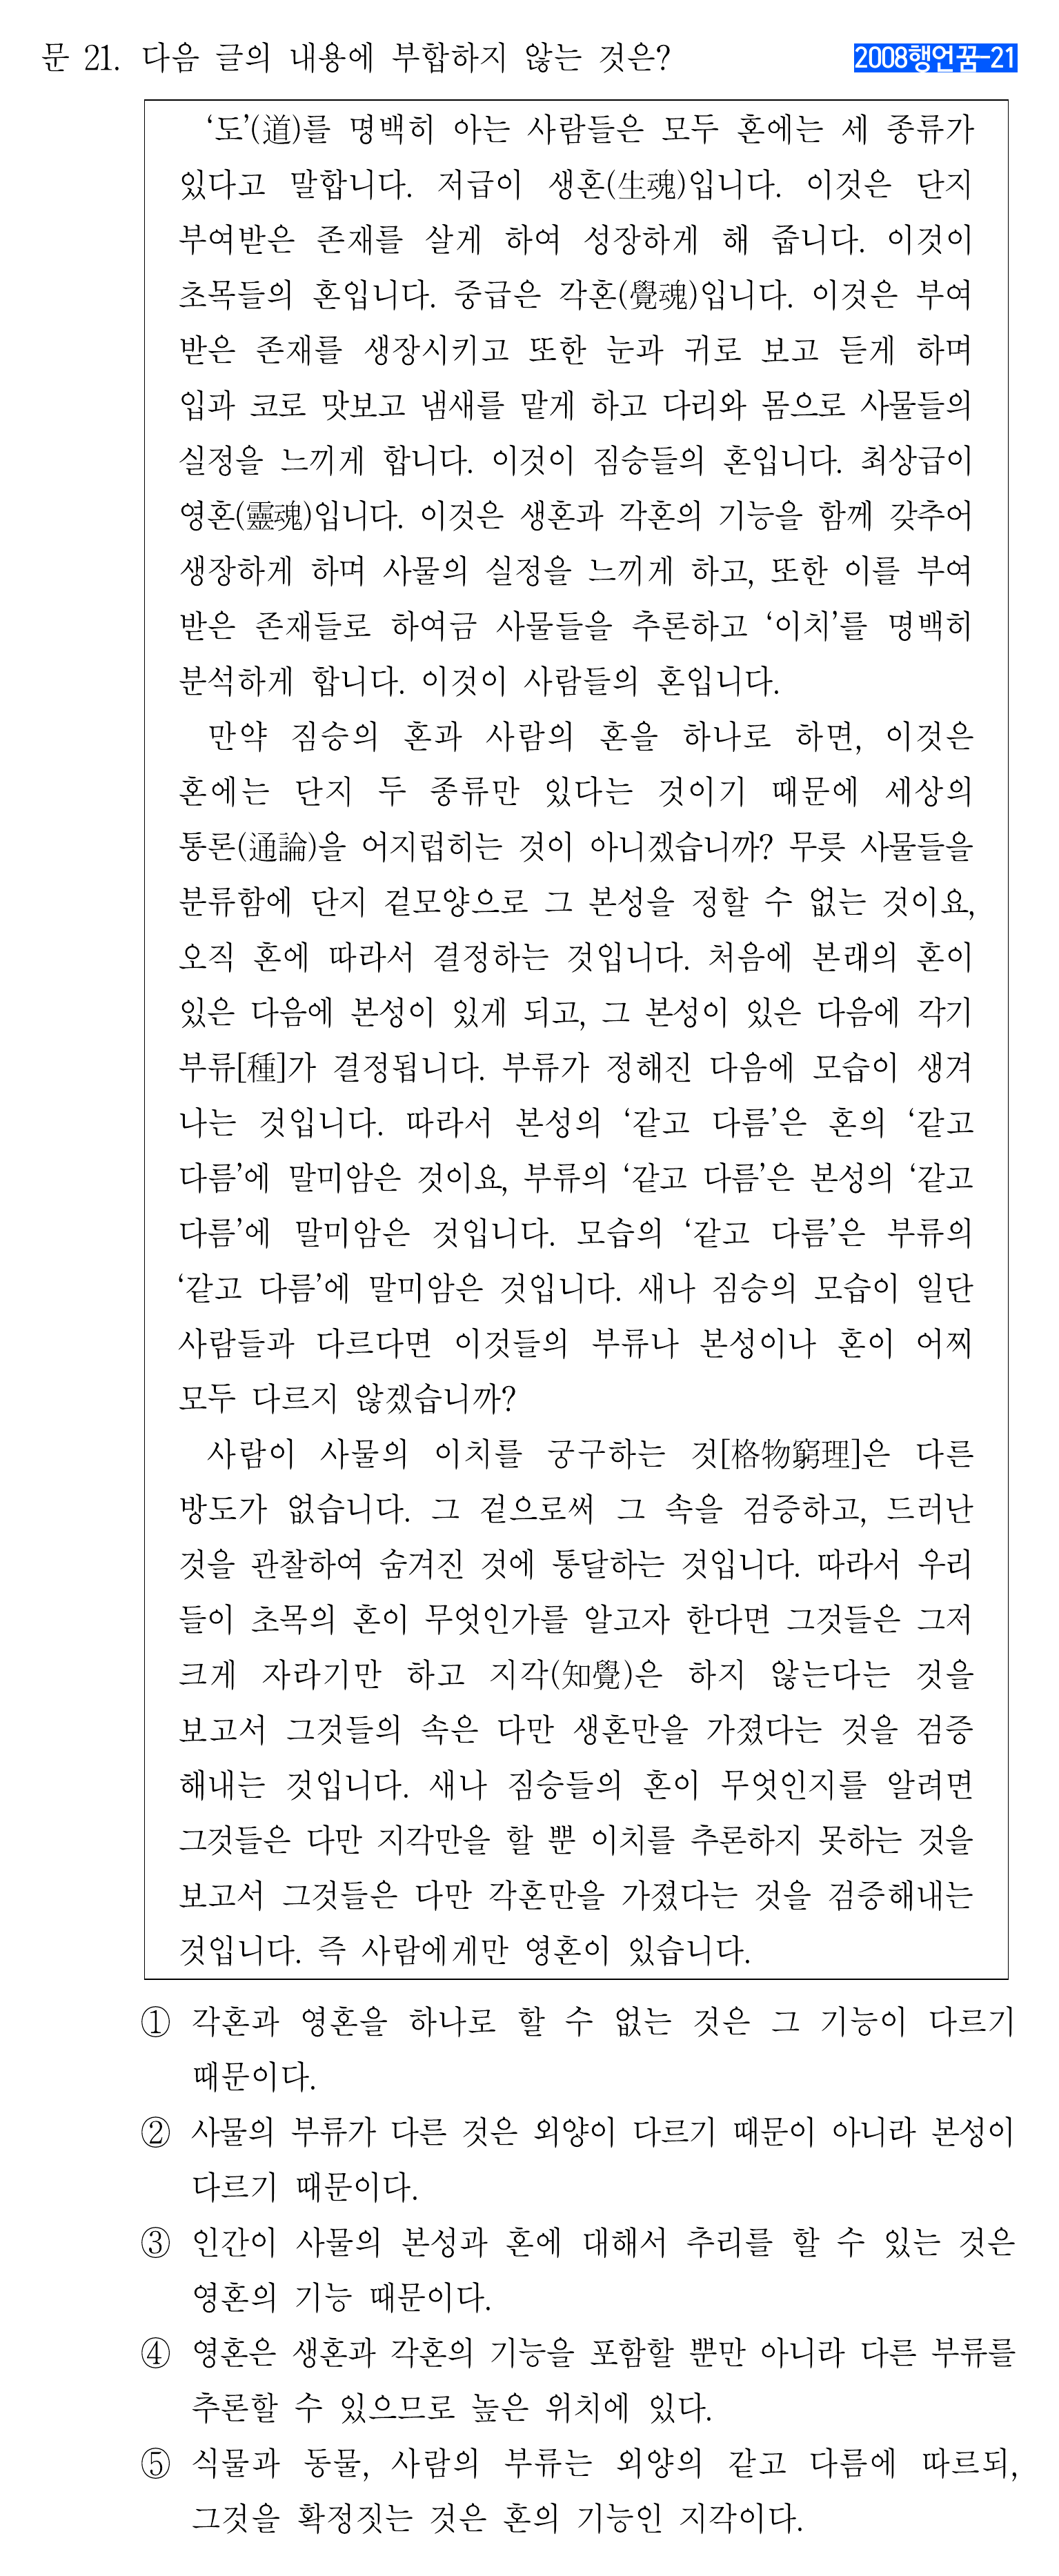 문 21. 다음 글의 내용에 부합하지 않는 것은?
2008행언꿈-21
‘도’(道)를 명백히 아는 사람들은 모두 혼에는 세 종류가
있다고 말합니다. 저급이 생혼(生魂)입니다. 이것은 단지
부여받은 존재를 살게 하여 성장하게 해 줍니다. 이것이
초목들의 혼입니다. 중급은 각혼(覺魂)입니다. 이것은 부여
받은 존재를 생장시키고 또한 눈과 귀로 보고 듣게 하며
입과 코로 맛보고 냄새를 맡게 하고 다리와 몸으로 사물들의
실정을 느끼게 합니다. 이것이 짐승들의 혼입니다. 최상급이
영혼(靈魂)입니다. 이것은 생혼과 각혼의 기능을 함께 갖추어
생장하게 하며 사물의 실정을 느끼게 하고, 또한 이를 부여
받은 존재들로 하여금 사물들을 추론하고 ‘이치’를 명백히
분석하게 합니다. 이것이 사람들의 혼입니다.
만약 짐승의 혼과 사람의 혼을 하나로 하면, 이것은
혼에는 단지 두 종류만 있다는 것이기 때문에 세상의
통론(通論)을 어지럽히는 것이 아니겠습니까? 무릇 사물들을
분류함에 단지 겉모양으로 그 본성을 정할 수 없는 것이요,
오직 혼에 따라서 결정하는 것입니다. 처음에 본래의 혼이
있은 다음에 본성이 있게 되고, 그 본성이 있은 다음에 각기
부류[種]가 결정됩니다. 부류가 정해진 다음에 모습이 생겨
나는 것입니다. 따라서 본성의 ‘같고 다름’은 혼의 ‘같고
다름’에 말미암은 것이요, 부류의 ‘같고 다름’은 본성의 ‘같고
다름’에 말미암은 것입니다. 모습의 ‘같고 다름’은 부류의
‘같고 다름’에 말미암은 것입니다. 새나 짐승의 모습이 일단
사람들과 다르다면 이것들의 부류나 본성이나 혼이 어찌
모두 다르지 않겠습니까?
사람이 사물의 이치를 궁구하는 것[格物窮理]은 다른
방도가 없습니다. 그 겉으로써 그 속을 검증하고, 드러난
것을 관찰하여 숨겨진 것에 통달하는 것입니다. 따라서 우리
들이 초목의 혼이 무엇인가를 알고자 한다면 그것들은 그저
크게 자라기만 하고 지각(知覺)은 하지 않는다는 것을
보고서 그것들의 속은 다만 생혼만을 가졌다는 것을 검증
해내는 것입니다. 새나 짐승들의 혼이 무엇인지를 알려면
그것들은 다만 지각만을 할 뿐 이치를 추론하지 못하는 것을
보고서 그것들은 다만 각혼만을 가졌다는 것을 검증해내는
것입니다. 즉 사람에게만 영혼이 있습니다.
① 각혼과 영혼을 하나로 할 수 없는 것은 그 기능이 다르기
때문이다.
② 사물의 부류가 다른 것은 외양이 다르기 때문이 아니라 본성이
다르기 때문이다.
③ 인간이 사물의 본성과 혼에 대해서 추리를 할 수 있는 것은
영혼의 기능 때문이다.
④ 영혼은 생혼과 각혼의 기능을 포함할 뿐만 아니라 다른 부류를
추론할 수 있으므로 높은 위치에 있다.
⑤ 식물과 동물, 사람의 부류는 외양의 같고 다름에 따르되,
그것을 확정짓는 것은 혼의 기능인 지각이다.